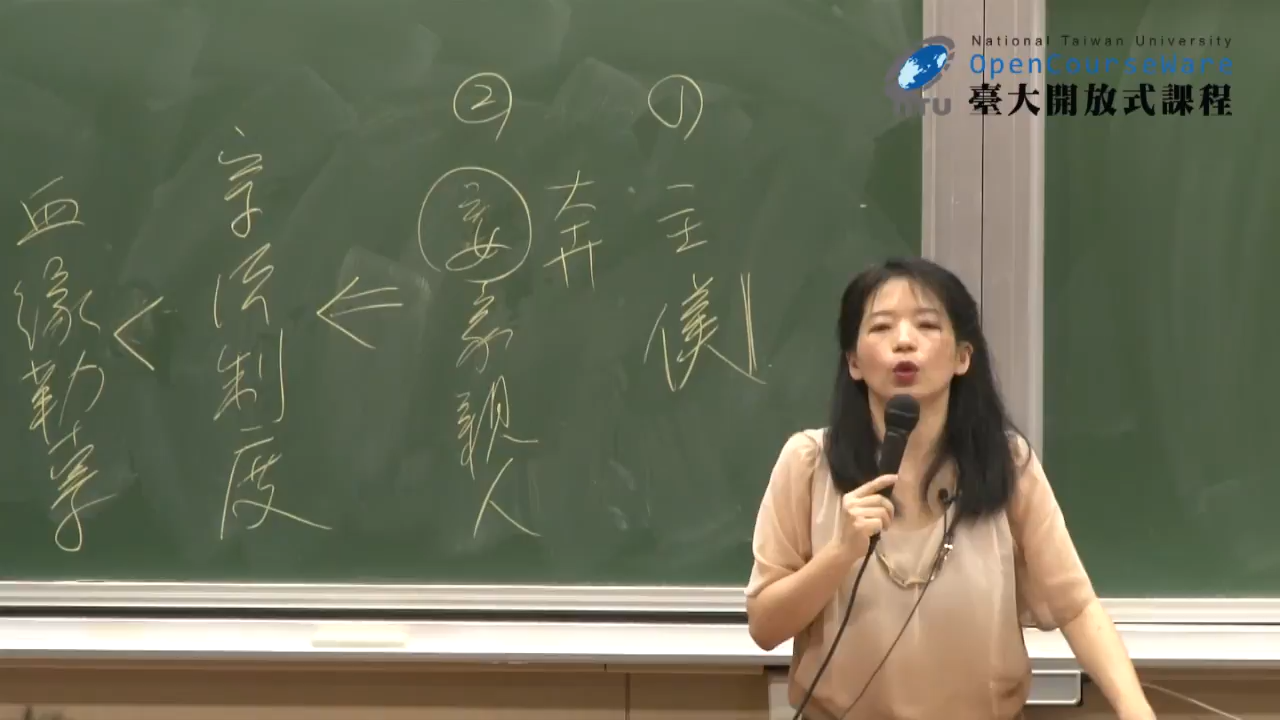 National Taiwan University
OpenCourseWare
臺大開放式課程
NTU
①
主僕
②
奔
妾家親人
⇐
宗法制度
<
血緣